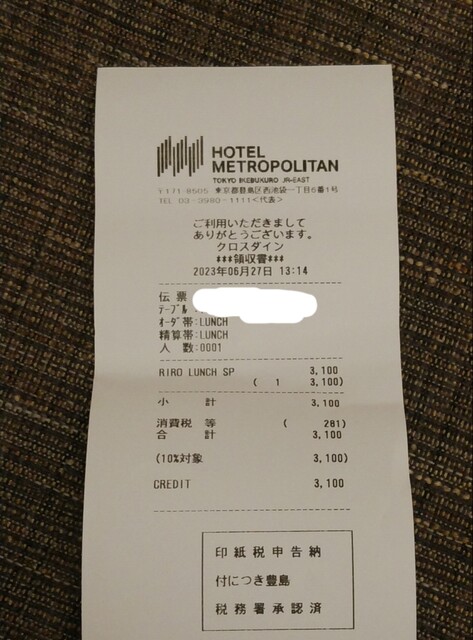 HOTEL
METROPOLITAN
TOKYO IKEBUKURO JR-EAST
〒171-8505 東京都豊島区西池袋一丁目6番1号
TEL 03-3980-1111<代表>
ご利用いただきまして
ありがとうございます。
クロスダイン
***領収書***
2023年06月27日 13:14
伝票
テーブル
オーダ帯:LUNCH
精算帯:LUNCH
人 数:0001
RIRO LUNCH SP 3,100
( 1 3,100)
小 計 3,100
消費税 等 ( 281)
合 計 3,100
(10%対象 3,100)
CREDIT 3,100
印紙税申告納
付につき豊島
税務署承認済